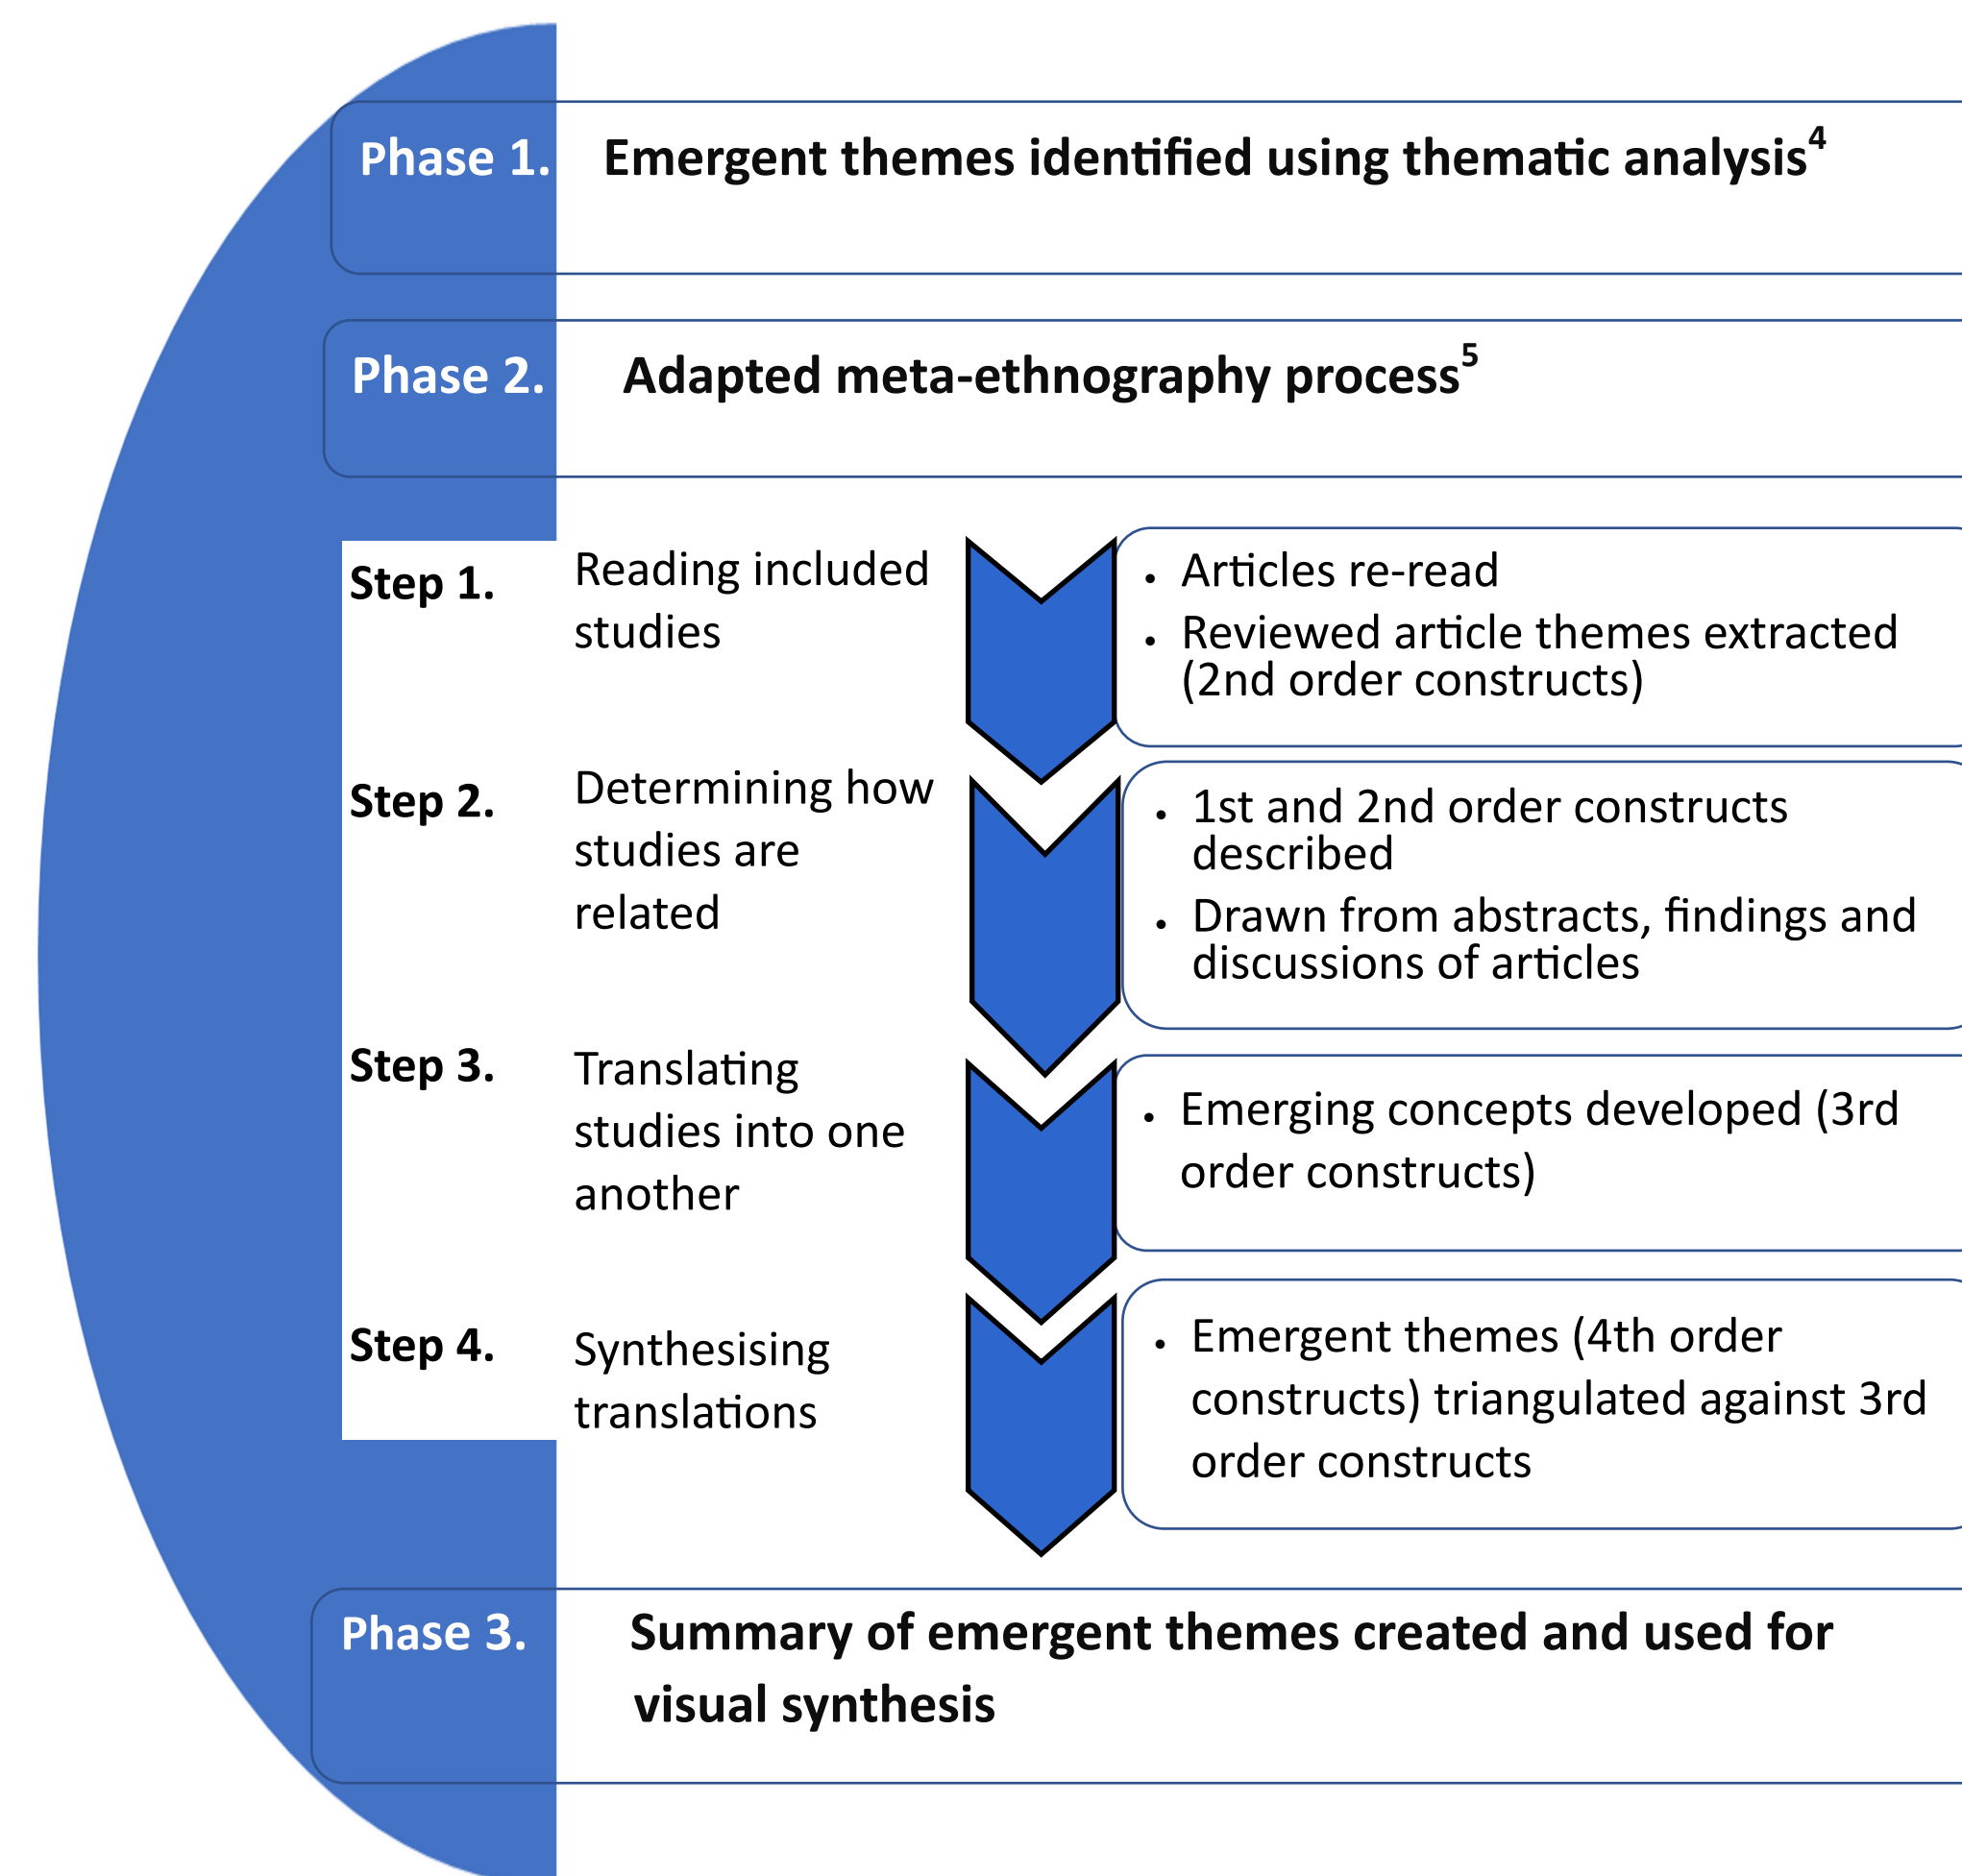 Phase 1. Emergent themes identified using thematic analysis⁴
Phase 2. Adapted meta-ethnography process⁵
Step 1.
Reading included
studies
• Articles re-read
• Reviewed article themes extracted
(2nd order constructs)
Step 2.
Determining how
studies are
related
• 1st and 2nd order constructs
described
• Drawn from abstracts, findings and
discussions of articles
Step 3.
Translating
studies into one
another
• Emerging concepts developed (3rd
order constructs)
Step 4.
Synthesising
translations
• Emergent themes (4th order
constructs) triangulated against 3rd
order constructs
Phase 3. Summary of emergent themes created and used for
visual synthesis